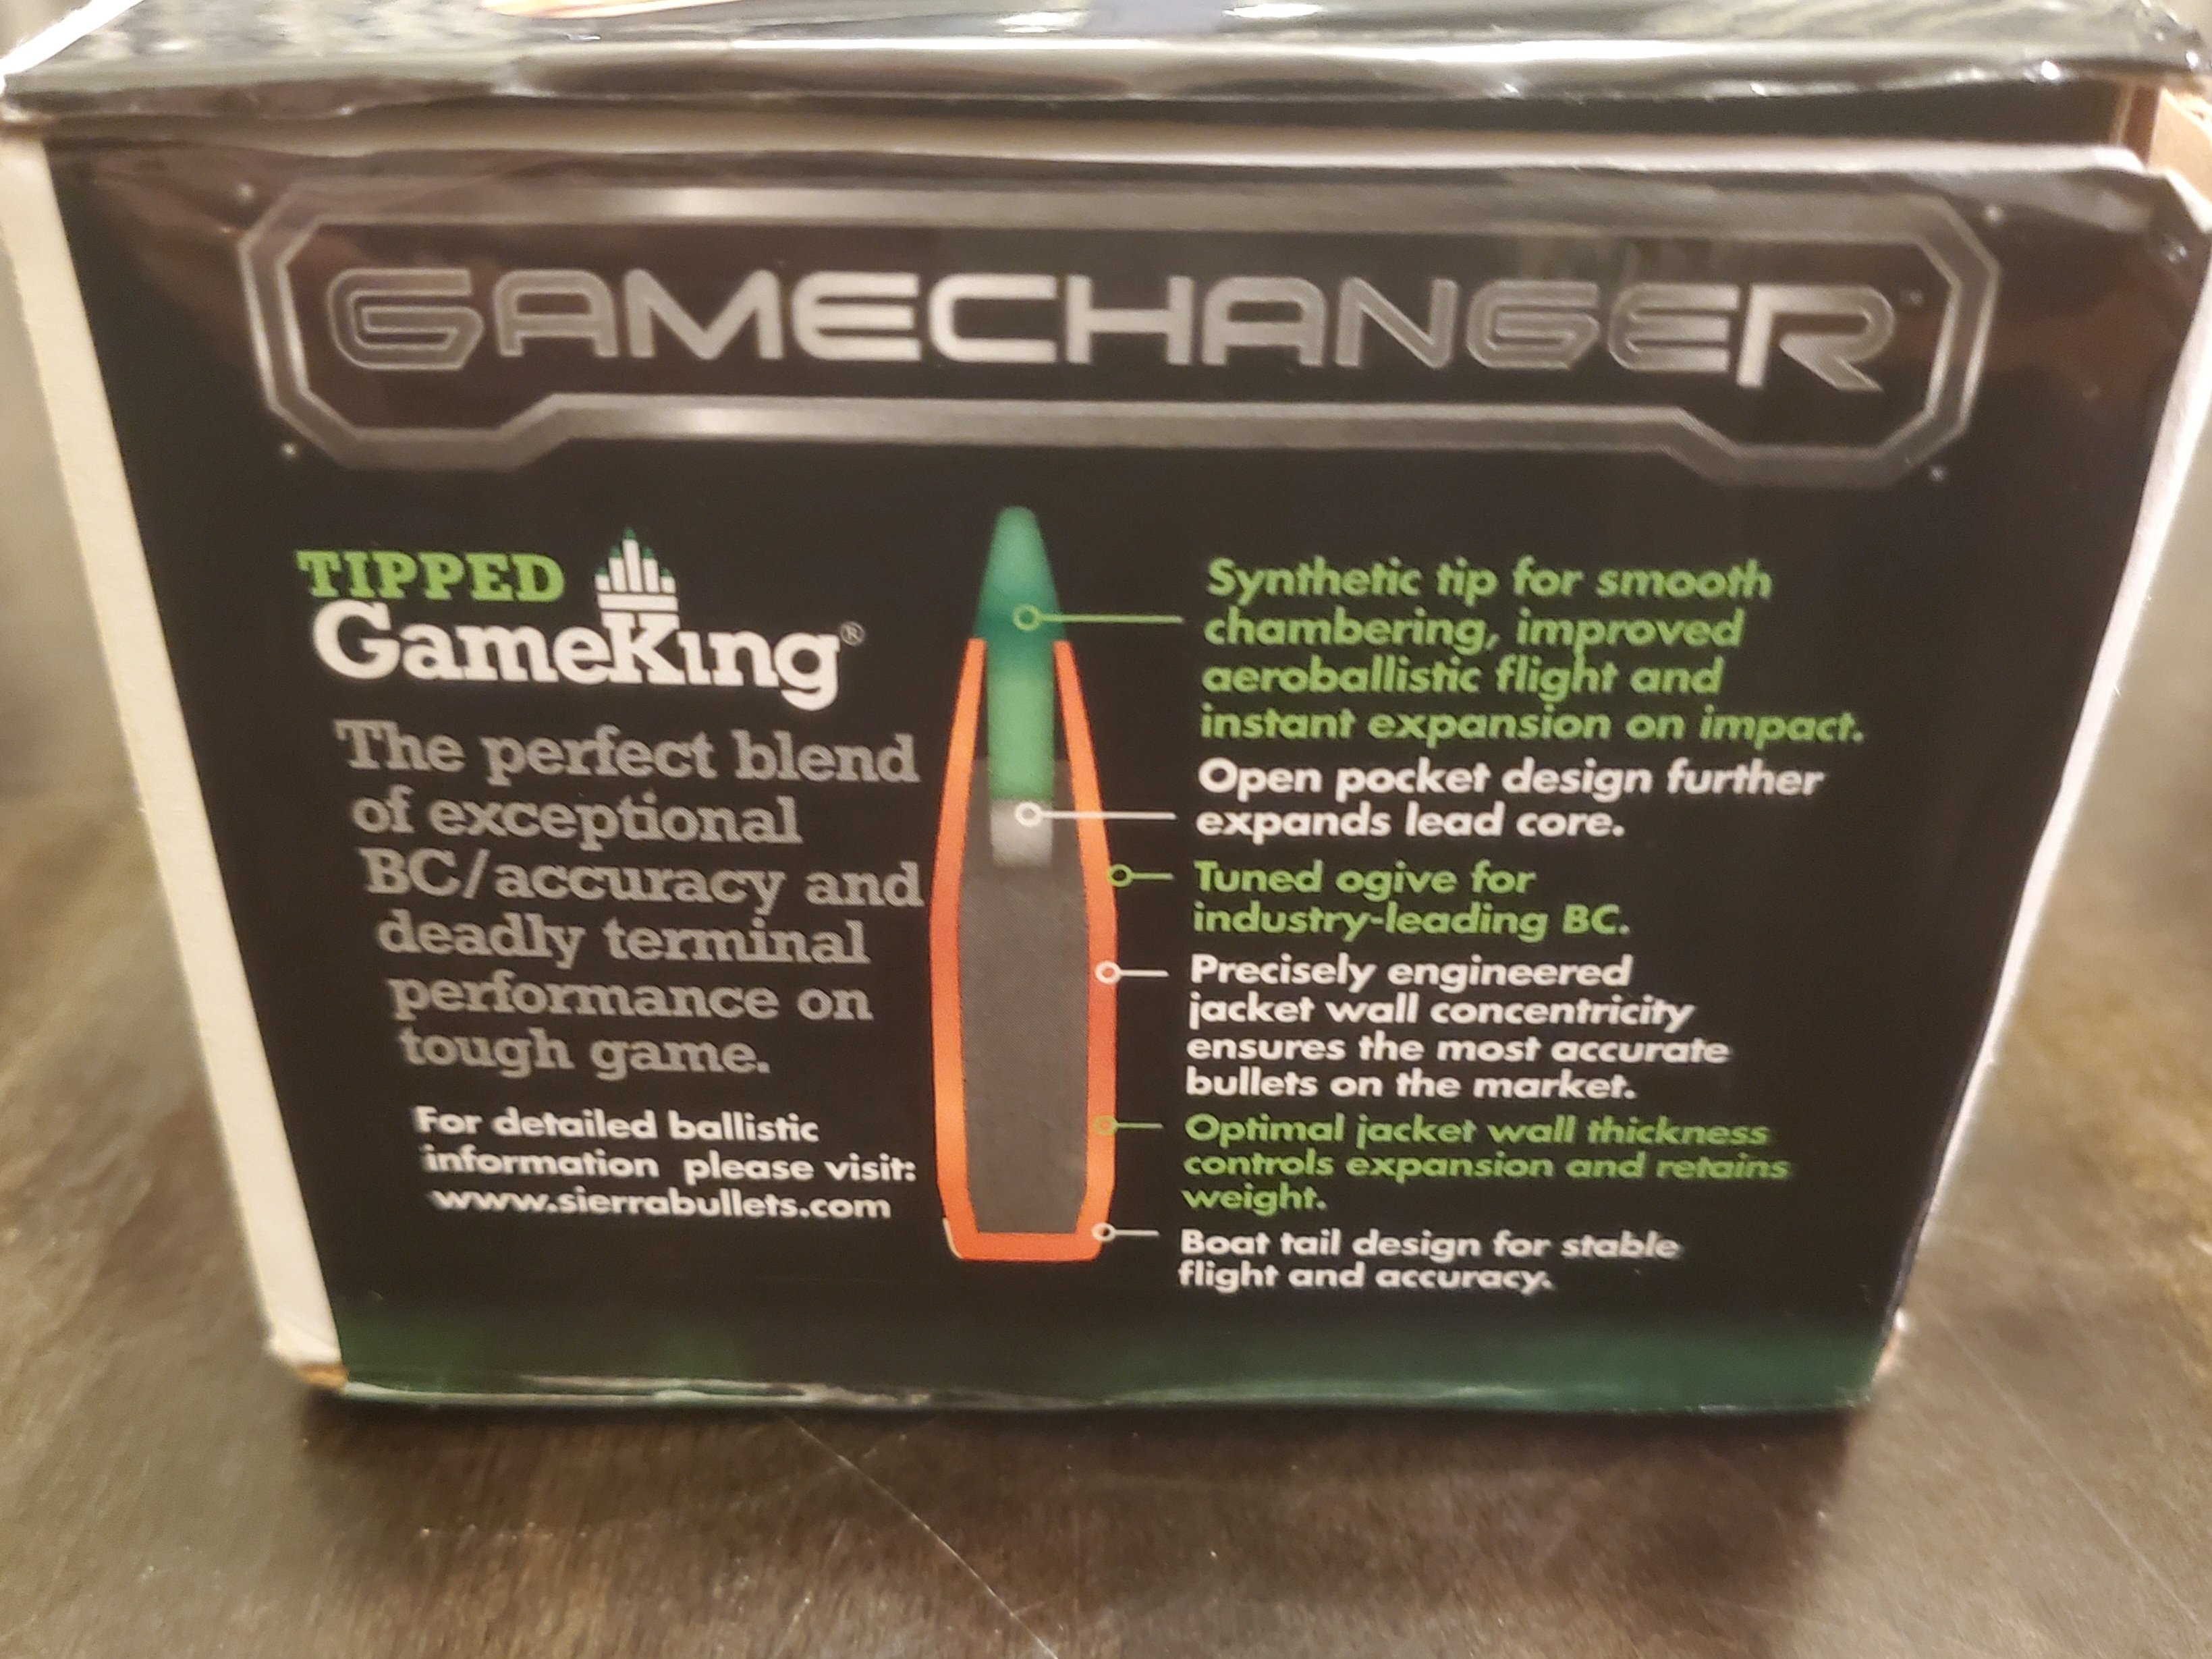 GAMECHANGER™
TIPPED
GameKing®
The perfect blend
of exceptional
BC/accuracy and
deadly terminal
performance on
tough game.
For detailed ballistic
information please visit:
www.sierrabullets.com
Synthetic tip for smooth
chambering, improved
aeroballistic flight and
instant expansion on impact.
Open pocket design further
expands lead core.
Tuned ogive for
industry-leading BC.
Precisely engineered
jacket wall concentricity
ensures the most accurate
bullets on the market.
Optimal jacket wall thickness
controls expansion and retains
weight.
Boat tail design for stable
flight and accuracy.